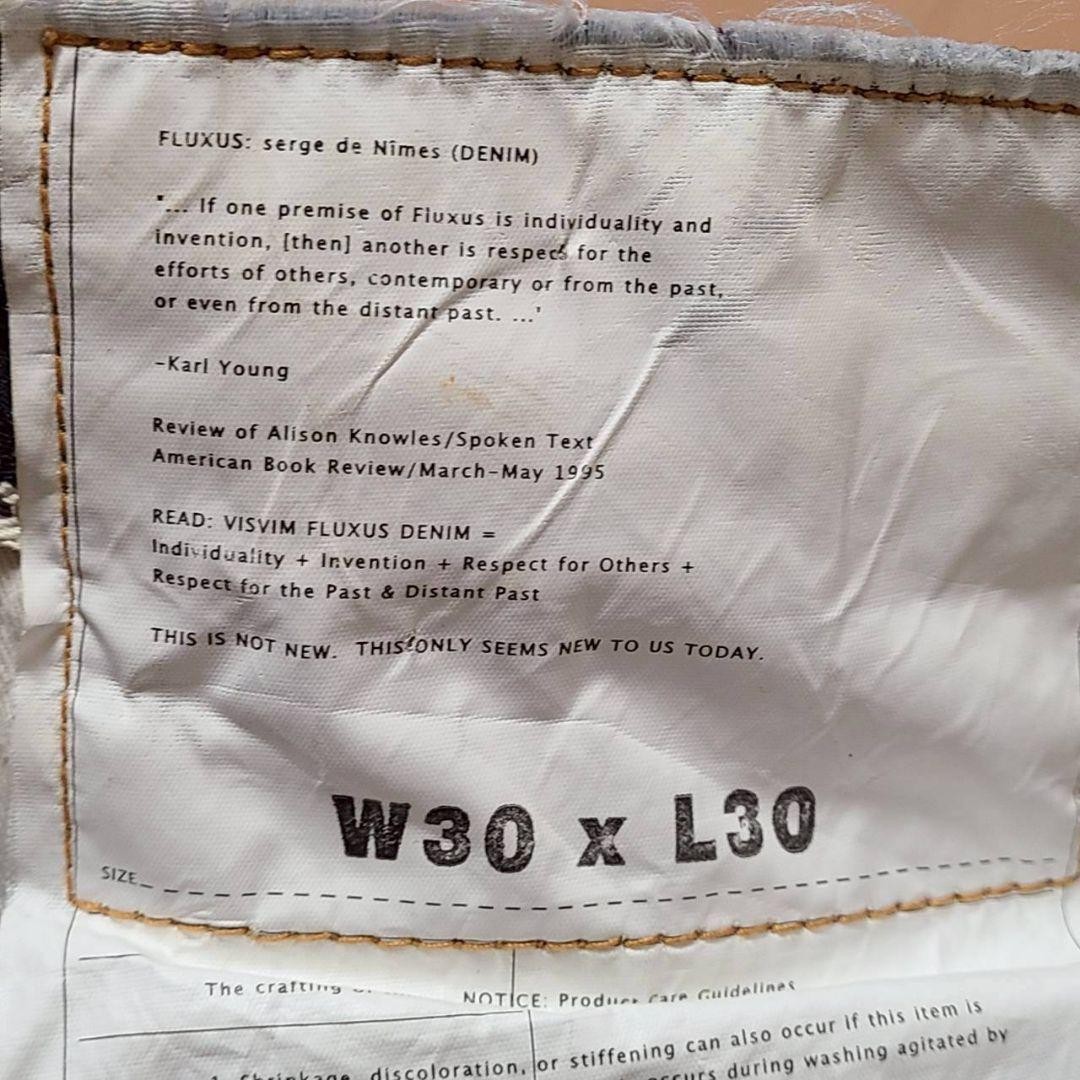 FLUXUS: serge de Nîmes (DENIM)
"... If one premise of Fluxus is individuality and
invention, [then] another is respect for the
efforts of others, contemporary or from the past,
or even from the distant past. ...'
-Karl Young
Review of Alison Knowles/Spoken Text
American Book Review/March-May 1995
READ: VISVIM FLUXUS DENIM =
Individuality + Invention + Respect for Others +
Respect for the Past & Distant Past
THIS IS NOT NEW. THIS ONLY SEEMS NEW TO US TODAY.
W30 x L30
SIZE
The crafting
NOTICE: Product Care Guidelines
Shrinkage, discoloration, or stiffening can also occur if this item is
occurs during washing agitated by